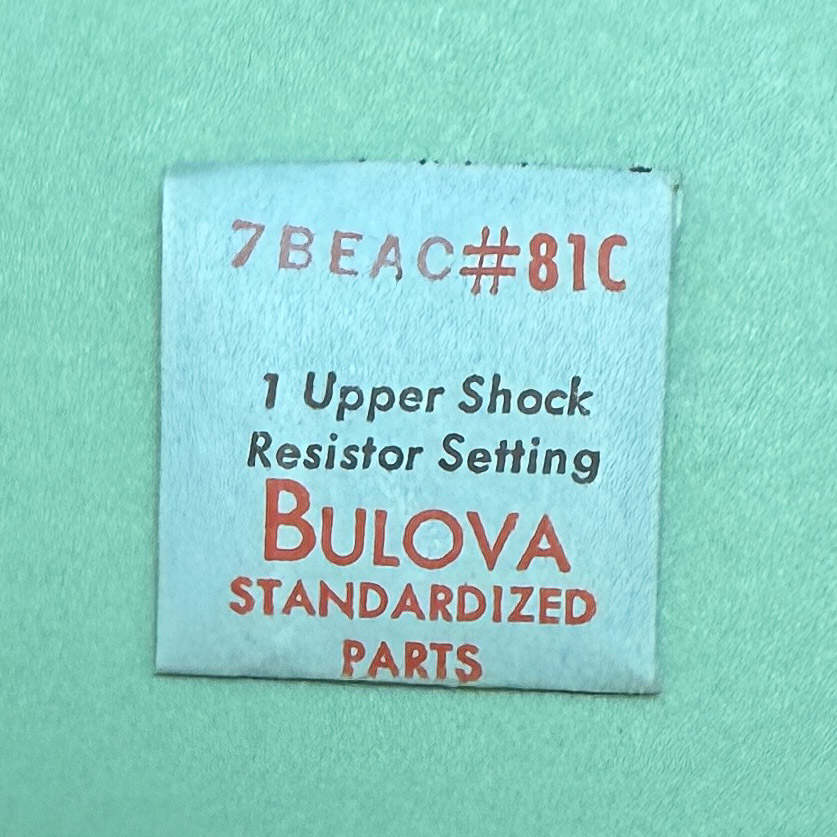 7BEAC#81C
1 Upper Shock
Resistor Setting
BULOVA
STANDARDIZED
PARTS